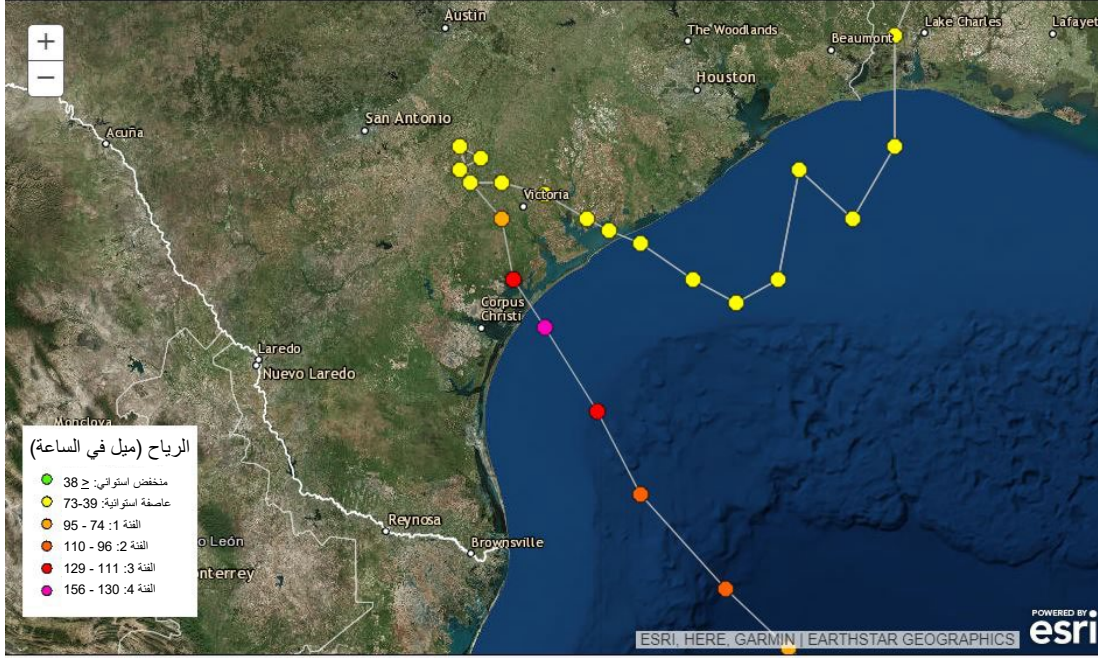 Austin
Lake Charles
Lafayet
The Woodlands
Beaumont
+
−
Houston
San Antonio
Acuña
Victoria
Corpus
Christi
Laredo
Nuevo Laredo
Monclova
الرياح (ميل في الساعة)
منخفض استوائي: ≤ 38
عاصفة استوائية: 39-73
الفئة 1: 74 - 95
الفئة 2: 96 - 110
الفئة 3: 111 - 129
الفئة 4: 130 - 156
Reynosa
Brownsville
o León
onterrey
POWERED BY
esri
ESRI, HERE, GARMIN | EARTHSTAR GEOGRAPHICS